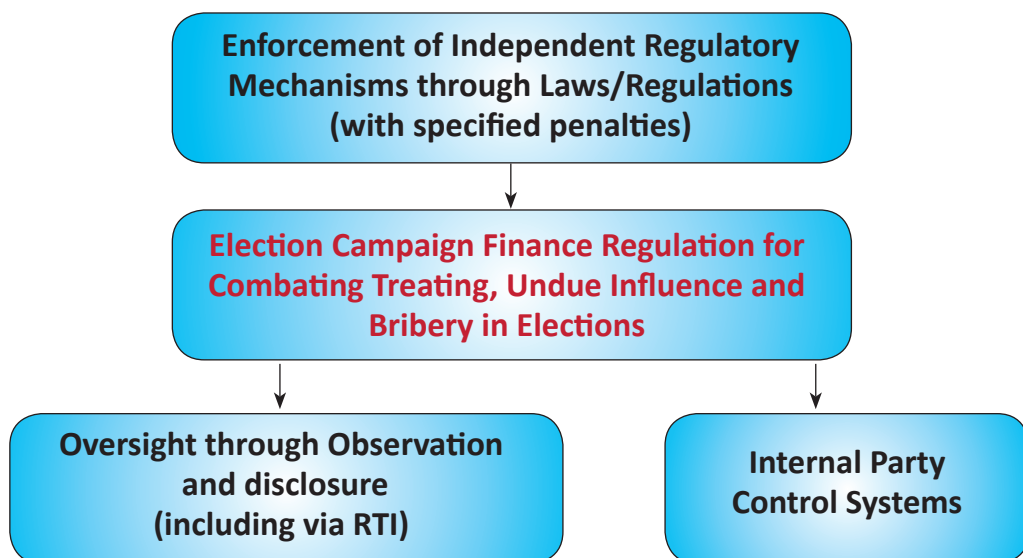 Enforcement of Independent Regulatory
Mechanisms through Laws/Regulations
(with specified penalties)
Election Campaign Finance Regulation for
Combating Treating, Undue Influence and
Bribery in Elections
Oversight through Observation
and disclosure
(including via RTI)
Internal Party
Control Systems